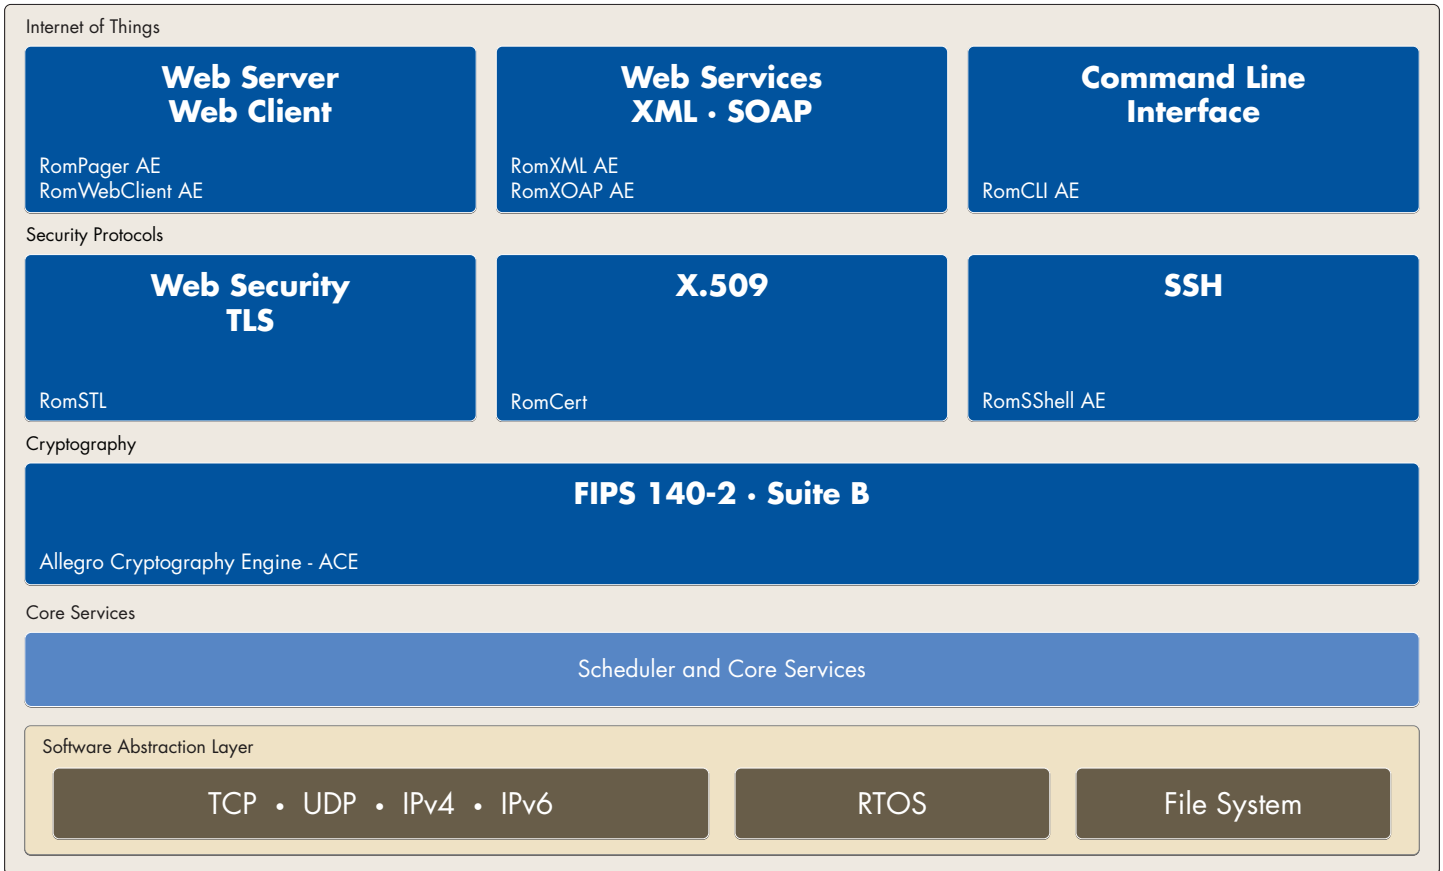 Internet of Things
Web Server
Web Client
RomPager AE
RomWebClient AE
Web Services
XML · SOAP
RomXML AE
RomXOAP AE
Command Line
Interface
RomCLI AE
Security Protocols
Web Security
TLS
RomSTL
X.509
RomCert
SSH
RomSShell AE
Cryptography
FIPS 140-2 · Suite B
Allegro Cryptography Engine - ACE
Core Services
Scheduler and Core Services
Software Abstraction Layer
TCP • UDP • IPv4 • IPv6
RTOS
File System